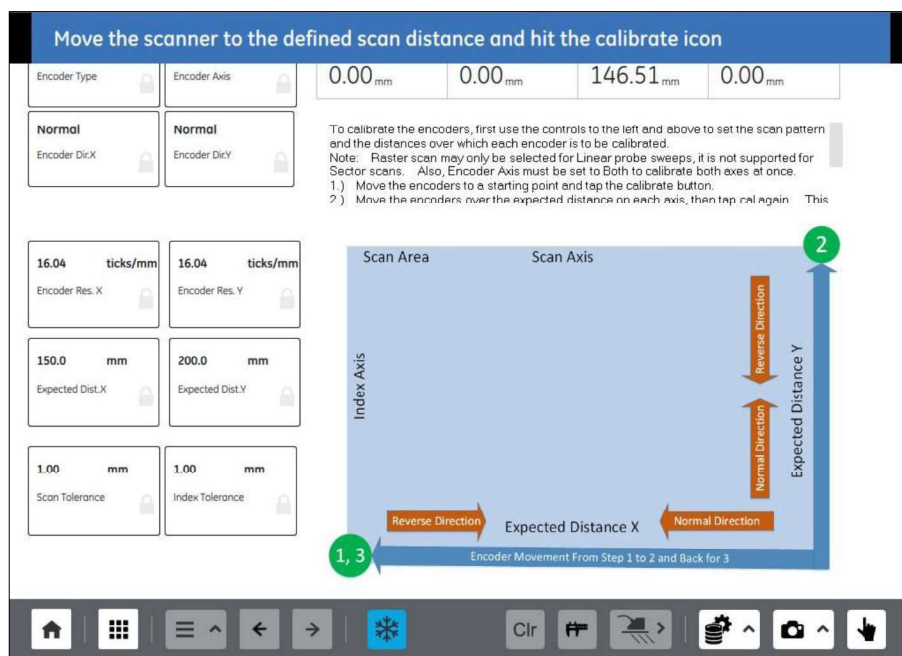 Move the scanner to the defined scan distance and hit the calibrate icon
Encoder Type
Encoder Axis
0.00 mm
0.00 mm
146.51 mm
0.00 mm
Normal
Encoder Dir.X
Normal
Encoder Dir.Y
To calibrate the encoders, first use the controls to the left and above to set the scan pattern
and the distances over which each encoder is to be calibrated.
Note: Raster scan may only be selected for Linear probe sweeps, it is not supported for
Sector scans. Also, Encoder Axis must be set to Both to calibrate both axes at once.
1.) Move the encoders to a starting point and tap the calibrate button.
2.) Move the encoders over the expected distance on each axis, then tap cal again. This
16.04 ticks/mm
Encoder Res. X
16.04 ticks/mm
Encoder Res. Y
150.0 mm
Expected Dist.X
200.0 mm
Expected Dist.Y
1.00 mm
Scan Tolerance
1.00 mm
Index Tolerance
Scan Area
Scan Axis
2
Index Axis
Reverse Direction
Normal Direction
Expected Distance Y
Reverse Direction
Expected Distance X
Normal Direction
1, 3
Encoder Movement From Step 1 to 2 and Back for 3
Clr